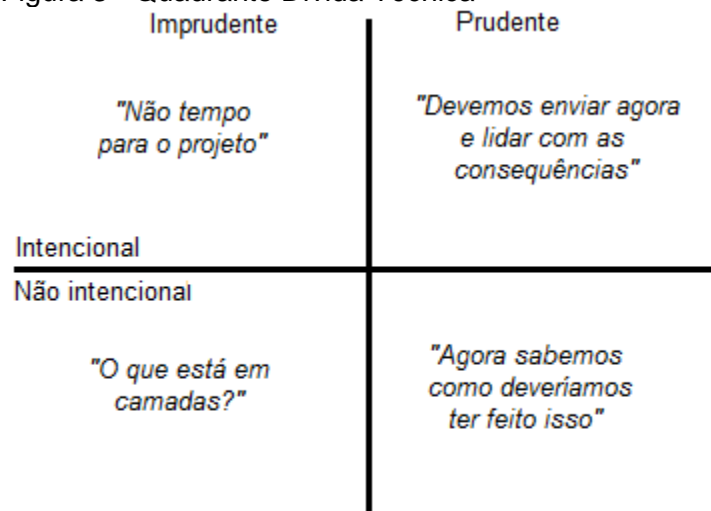 Imprudente
Prudente
"Não tempo
para o projeto"
"Devemos enviar agora
e lidar com as
consequências"
Intencional
Não intencional
"O que está em
camadas?"
"Agora sabemos
como deveríamos
ter feito isso"